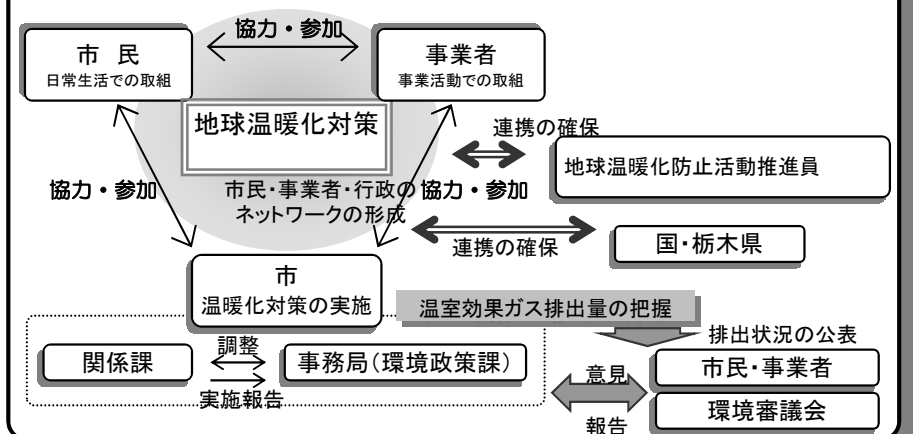 協力・参加
市 民
日常生活での取組
事業者
事業活動での取組
地球温暖化対策
連携の確保
地球温暖化防止活動推進員
協力・参加
市民・事業者・行政の
ネットワークの形成
協力・参加
連携の確保
国・栃木県
市
温暖化対策の実施
温室効果ガス排出量の把握
排出状況の公表
関係課
調整
実施報告
事務局(環境政策課)
意見
報告
市民・事業者
環境審議会